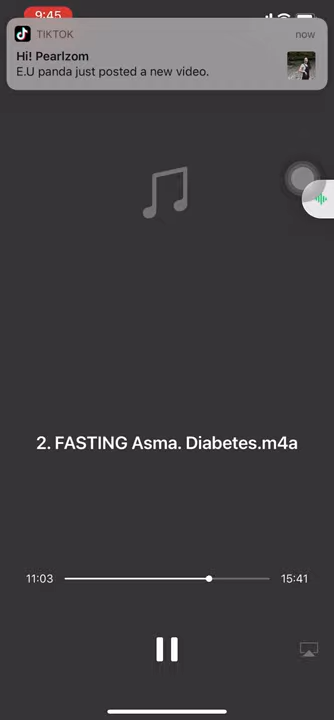 9:45
TIKTOK
now
Hi! Pearlzom
E.U panda just posted a new video.
2. FASTING Asma. Diabetes.m4a
11:03
15:41